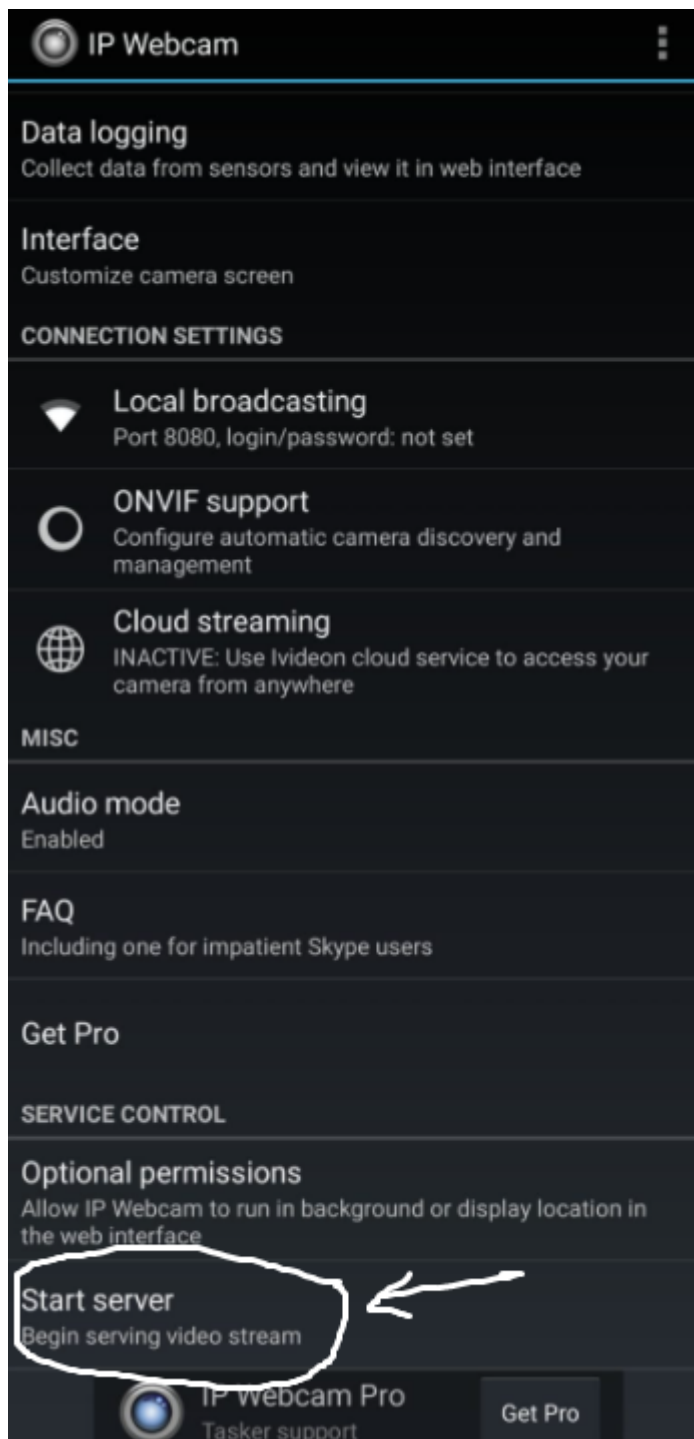 IP Webcam
Data logging
Collect data from sensors and view it in web interface
Interface
Customize camera screen
CONNECTION SETTINGS
Local broadcasting
Port 8080, login/password: not set
ONVIF support
Configure automatic camera discovery and
management
Cloud streaming
INACTIVE: Use Ivideon cloud service to access your
camera from anywhere
MISC
Audio mode
Enabled
FAQ
Including one for impatient Skype users
Get Pro
SERVICE CONTROL
Optional permissions
Allow IP Webcam to run in background or display location in
the web interface
Start server
Begin serving video stream
IP Webcam Pro
Get Pro
Tasker support